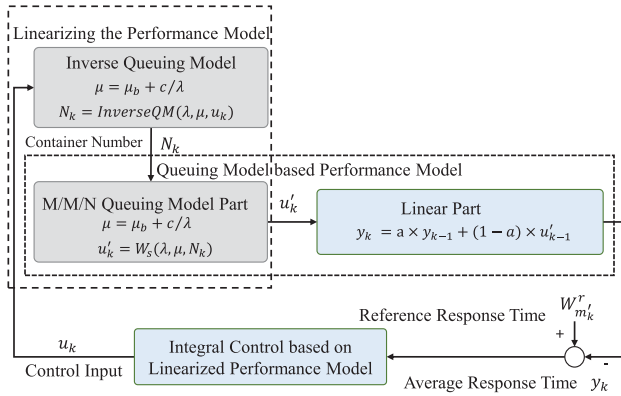 Linearizing the Performance Model
Inverse Queuing Model
μ = μ_b + c/λ
N_k = InverseQM(λ, μ, u_k)
Container Number
N_k
Queuing Model based Performance Model
M/M/N Queuing Model Part
μ = μ_b + c/λ
u'_k = W_s(λ, μ, N_k)
u'_k
Linear Part
y_k = a × y_{k−1} + (1 − a) × u'_{k−1}
Reference Response Time
W^r_{m'_k}
+
-
u_k
Control Input
Integral Control based on
Linearized Performance Model
Average Response Time
y_k